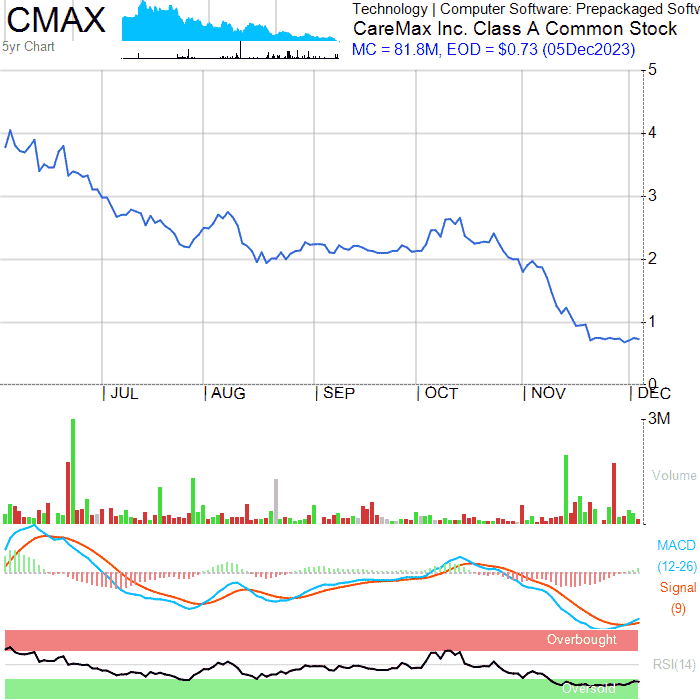 CMAX
5yr Chart
Technology | Computer Software: Prepackaged Softw
CareMax Inc. Class A Common Stock
MC = 81.8M, EOD = $0.73 (05Dec2023)
5
4
3
2
1
0
| JUL | AUG | SEP | OCT | NOV | DEC
3M
Volume
MACD
(12-26)
Signal
(9)
Overbought
RSI(14)
Oversold